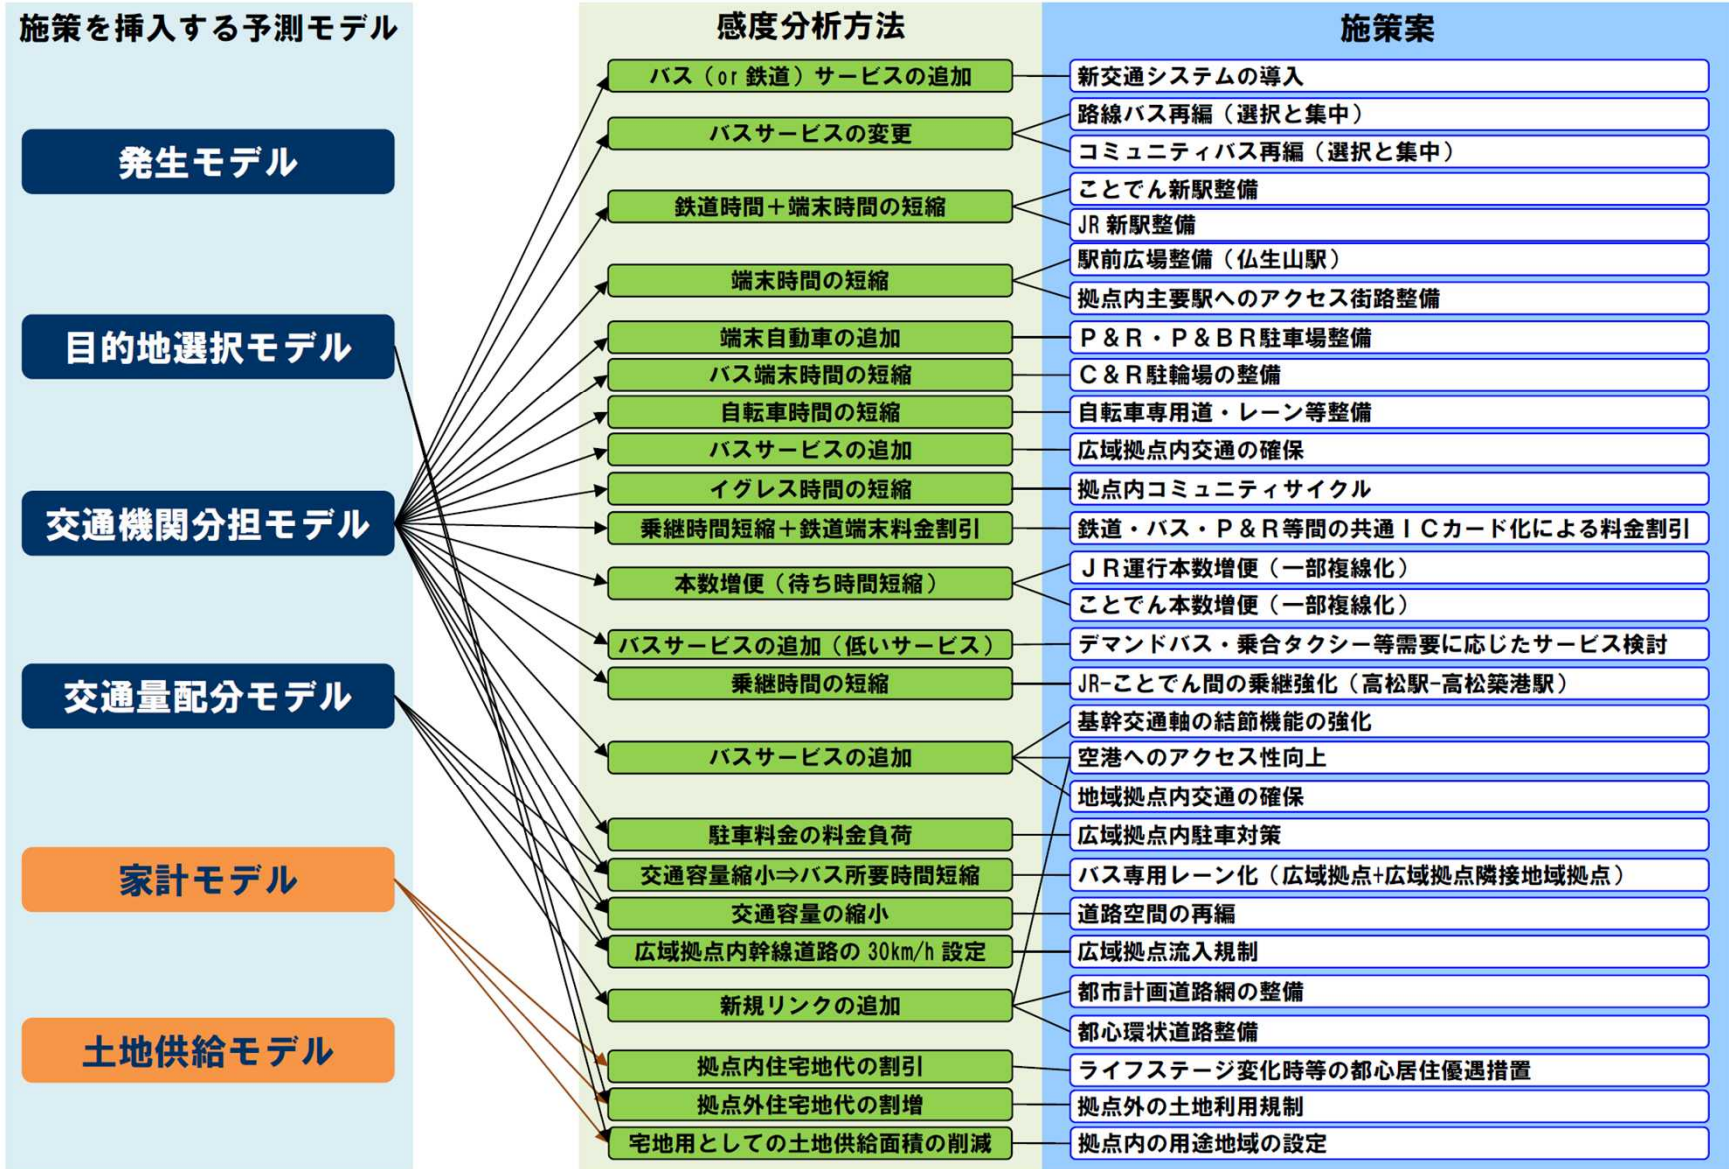 施策を挿入する予測モデル
発生モデル
目的地選択モデル
交通機関分担モデル
交通量配分モデル
家計モデル
土地供給モデル
感度分析方法
バス（or 鉄道）サービスの追加
バスサービスの変更
鉄道時間＋端末時間の短縮
端末時間の短縮
端末自動車の追加
バス端末時間の短縮
自転車時間の短縮
バスサービスの追加
イグレス時間の短縮
乗継時間短縮＋鉄道端末料金割引
本数増便（待ち時間短縮）
バスサービスの追加（低いサービス）
乗継時間の短縮
バスサービスの追加
駐車料金の料金負荷
交通容量縮小⇒バス所要時間短縮
交通容量の縮小
広域拠点内幹線道路の 30km/h 設定
新規リンクの追加
拠点内住宅地代の割引
拠点外住宅地代の割増
宅地用としての土地供給面積の削減
施策案
新交通システムの導入
路線バス再編（選択と集中）
コミュニティバス再編（選択と集中）
ことでん新駅整備
JR 新駅整備
駅前広場整備（仏生山駅）
拠点内主要駅へのアクセス街路整備
Ｐ＆Ｒ・Ｐ＆ＢＲ駐車場整備
Ｃ＆Ｒ駐輪場の整備
自転車専用道・レーン等整備
広域拠点内交通の確保
拠点内コミュニティサイクル
鉄道・バス・Ｐ＆Ｒ等間の共通ＩＣカード化による料金割引
ＪＲ運行本数増便（一部複線化）
ことでん本数増便（一部複線化）
デマンドバス・乗合タクシー等需要に応じたサービス検討
JR-ことでん間の乗継強化（高松駅-高松築港駅）
基幹交通軸の結節機能の強化
空港へのアクセス性向上
地域拠点内交通の確保
広域拠点内駐車対策
バス専用レーン化（広域拠点+広域拠点隣接地域拠点）
道路空間の再編
広域拠点流入規制
都市計画道路網の整備
都心環状道路整備
ライフステージ変化時等の都心居住優遇措置
拠点外の土地利用規制
拠点内の用途地域の設定